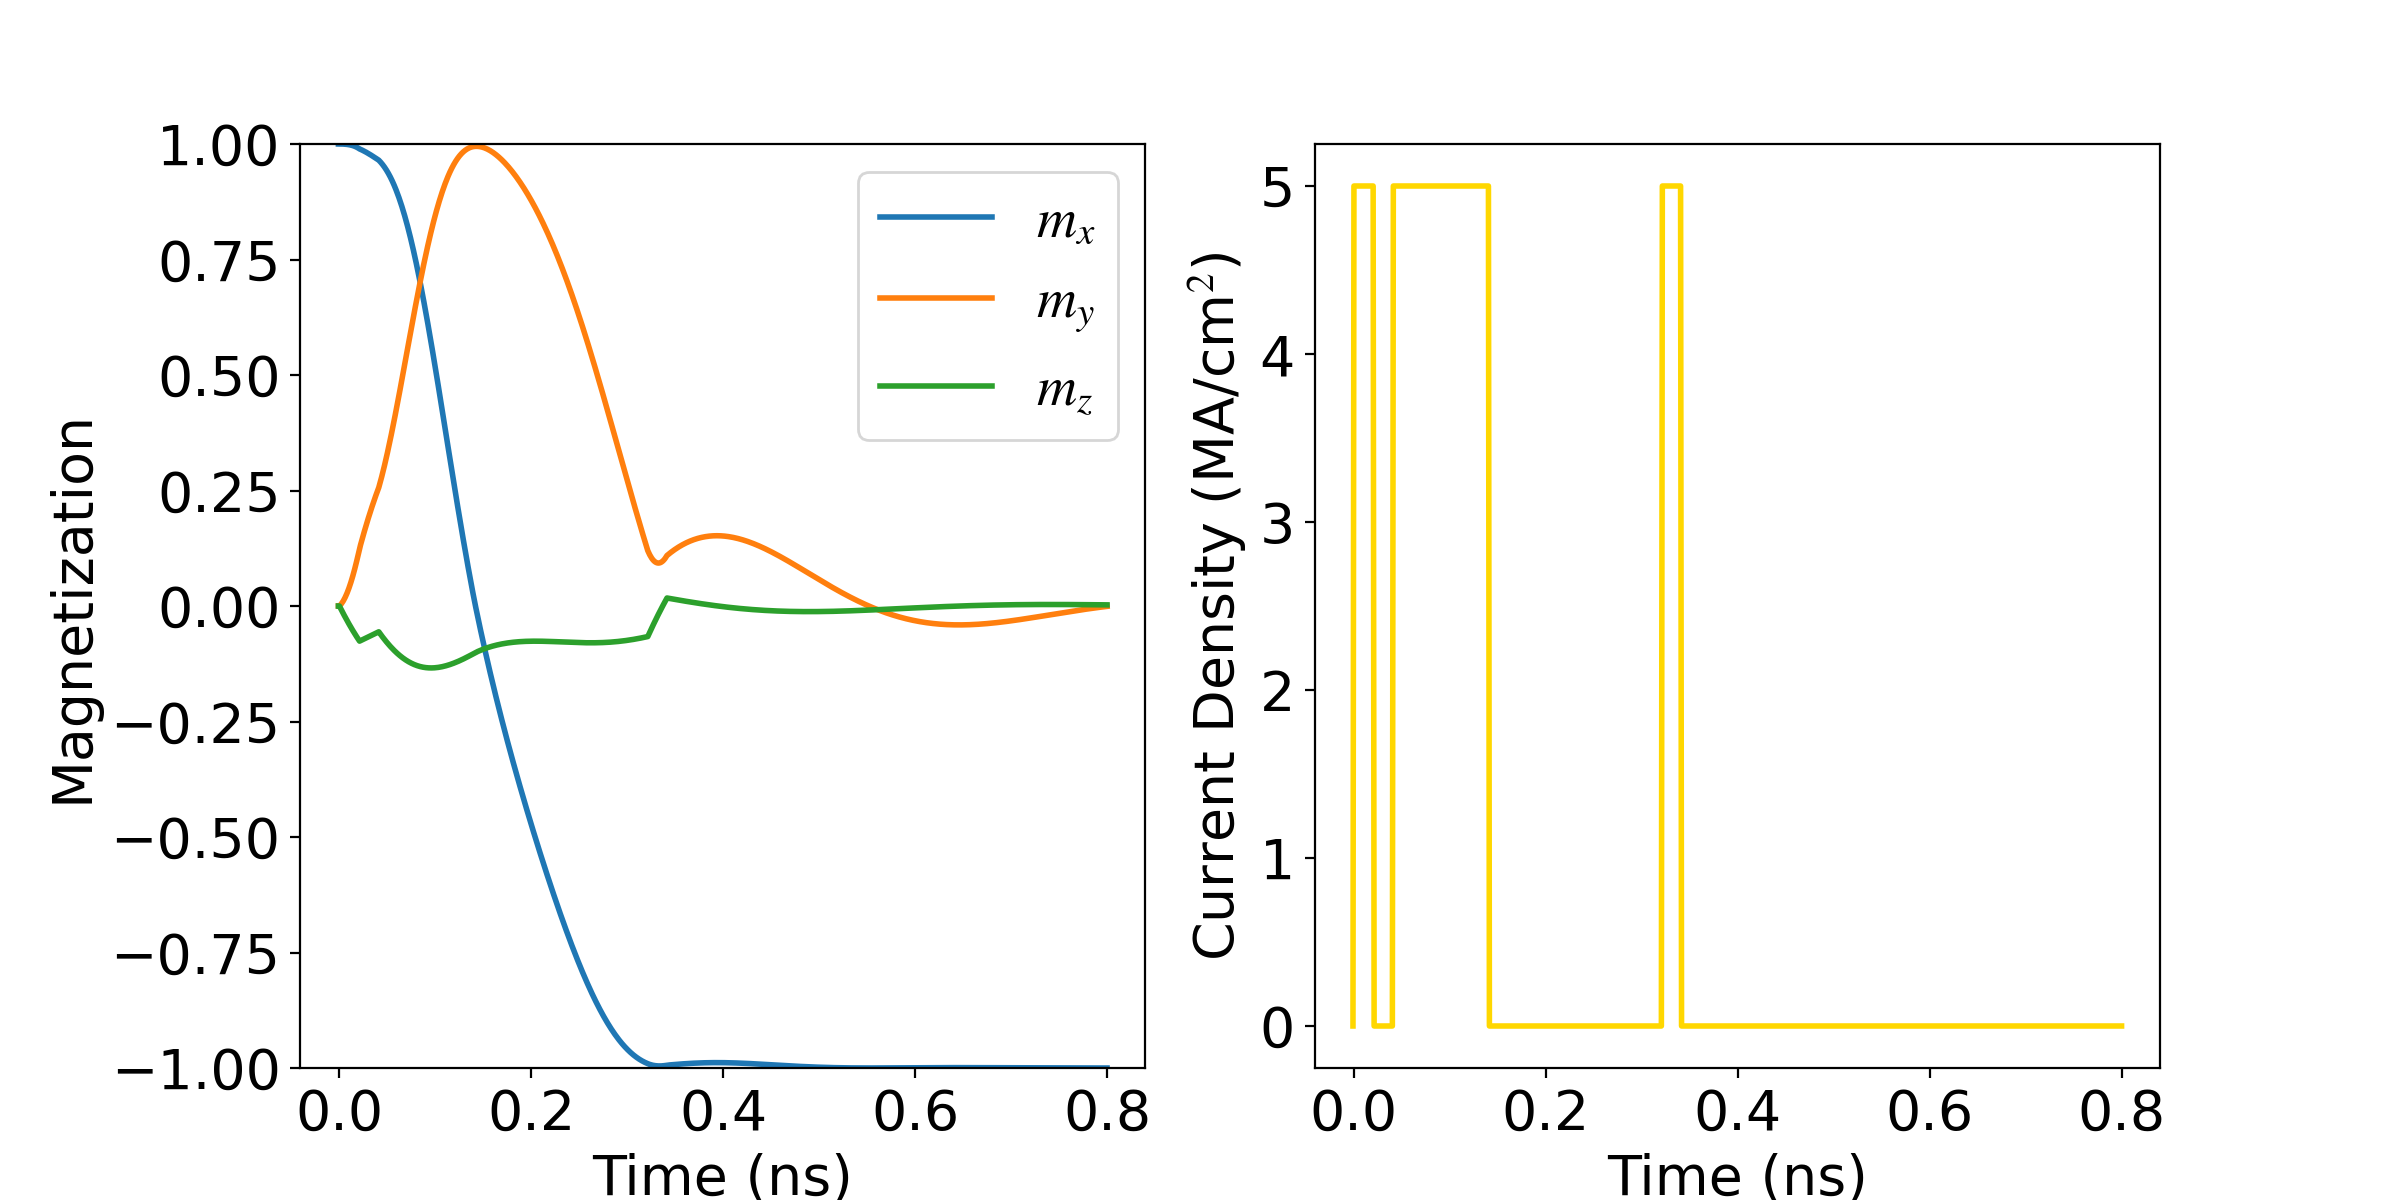 Magnetization
1.00
0.75
0.50
0.25
0.00
−0.25
−0.50
−0.75
−1.00
0.0 0.2 0.4 0.6 0.8
Time (ns)
m_x
m_y
m_z
Current Density (MA/cm²)
5
4
3
2
1
0
0.0 0.2 0.4 0.6 0.8
Time (ns)